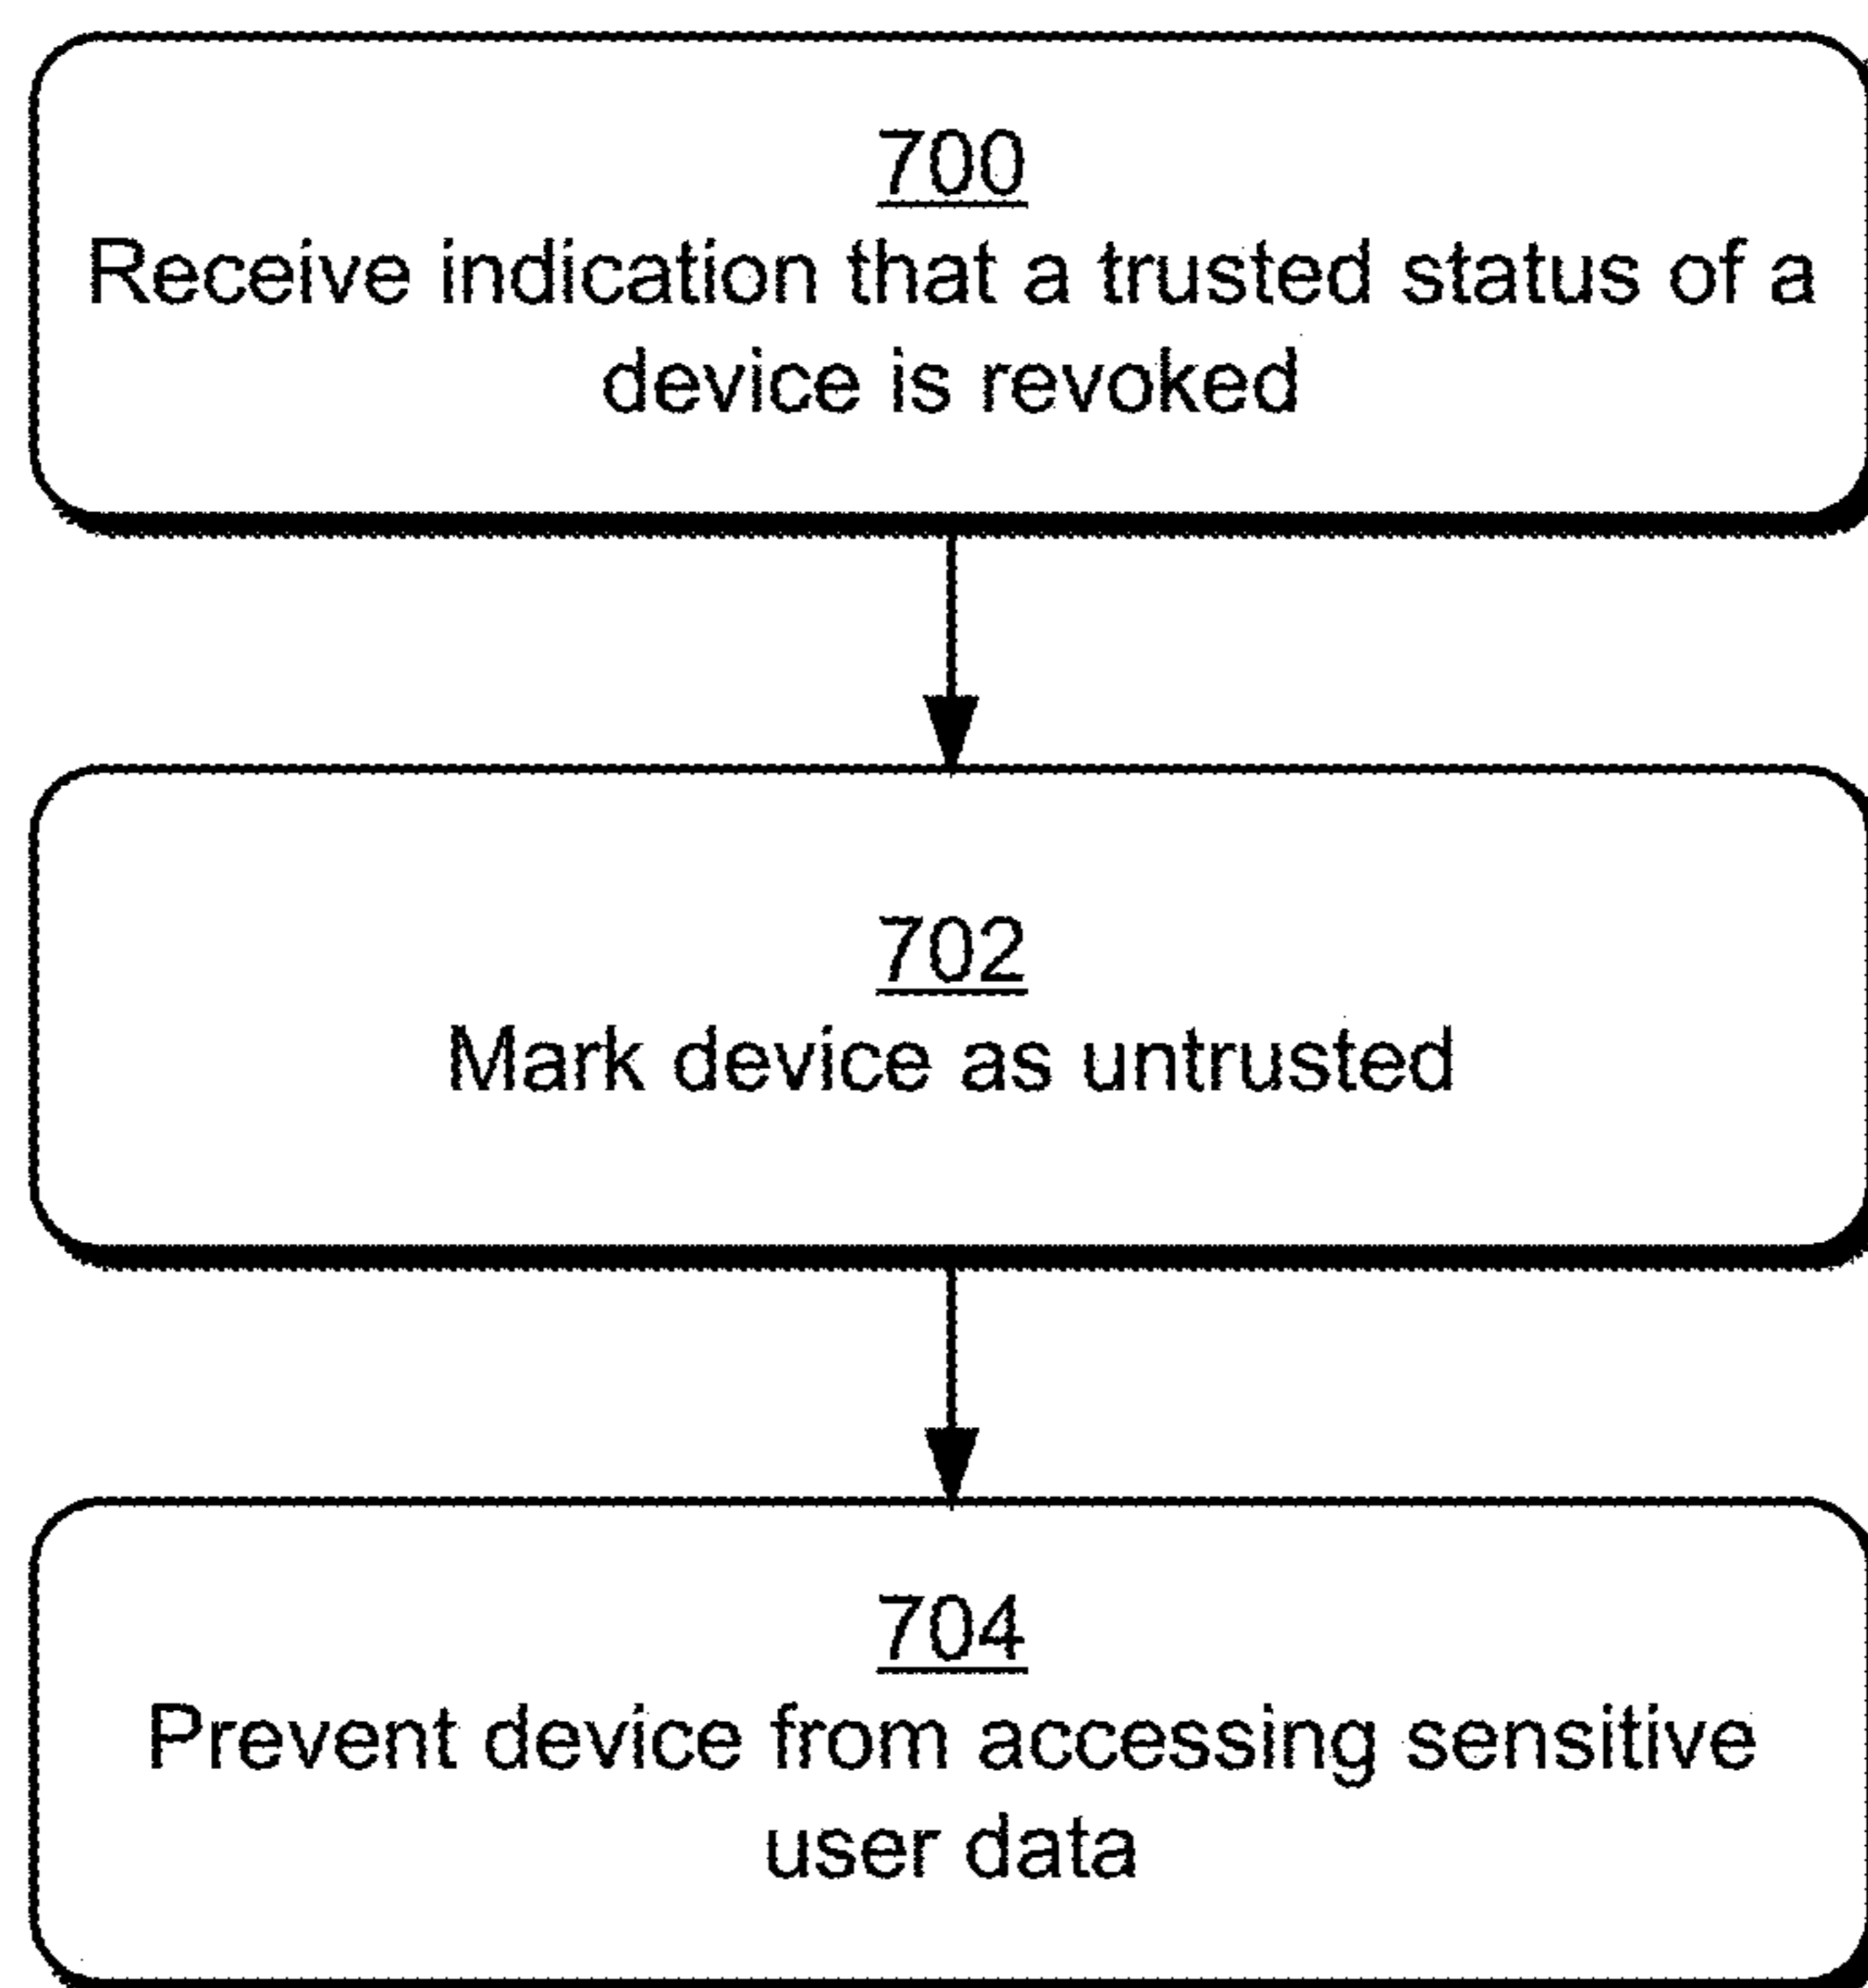 700
Receive indication that a trusted status of a
device is revoked
702
Mark device as untrusted
704
Prevent device from accessing sensitive
user data